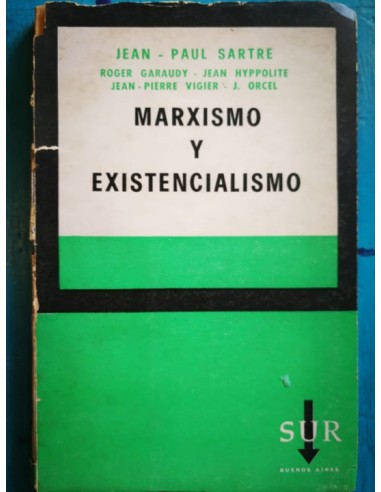 JEAN - PAUL SARTRE
ROGER GARAUDY - JEAN HYPPOLITE
JEAN-PIERRE VIGIER - J. ORCEL
MARXISMO
Y
EXISTENCIALISMO
SUR
BUENOS AIRES